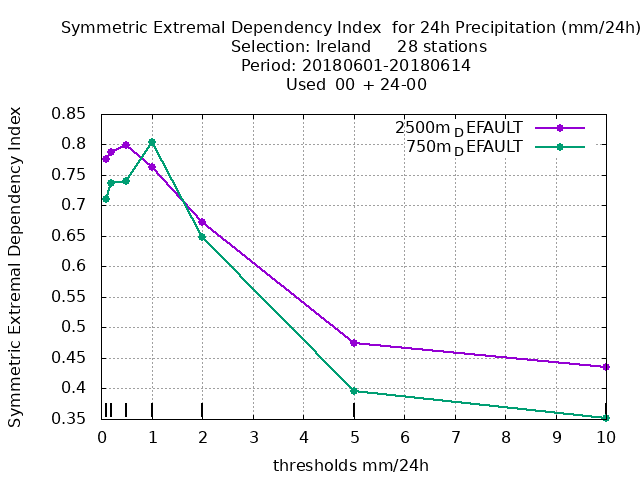 Symmetric Extremal Dependency Index  for 24h Precipitation (mm/24h)
Selection: Ireland     28 stations
Period: 20180601-20180614
Used  00 + 24-00
Symmetric Extremal Dependency Index
0.85
0.8
0.75
0.7
0.65
0.6
0.55
0.5
0.45
0.4
0.35
2500m_DEFAULT
750m_DEFAULT
0 1 2 3 4 5 6 7 8 9 10
thresholds mm/24h